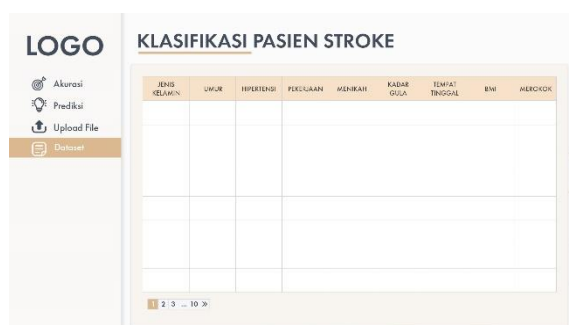 LOGO
KLASIFIKASI PASIEN STROKE
Akurasi
Prediksi
Upload File
Dataset
JENIS KELAMIN UMUR HIPERTENSI PEKERJAAN MENIKAH KADAR GULA TEMPAT TINGGAL BMI MEROKOK
1 2 3 ... 10 »